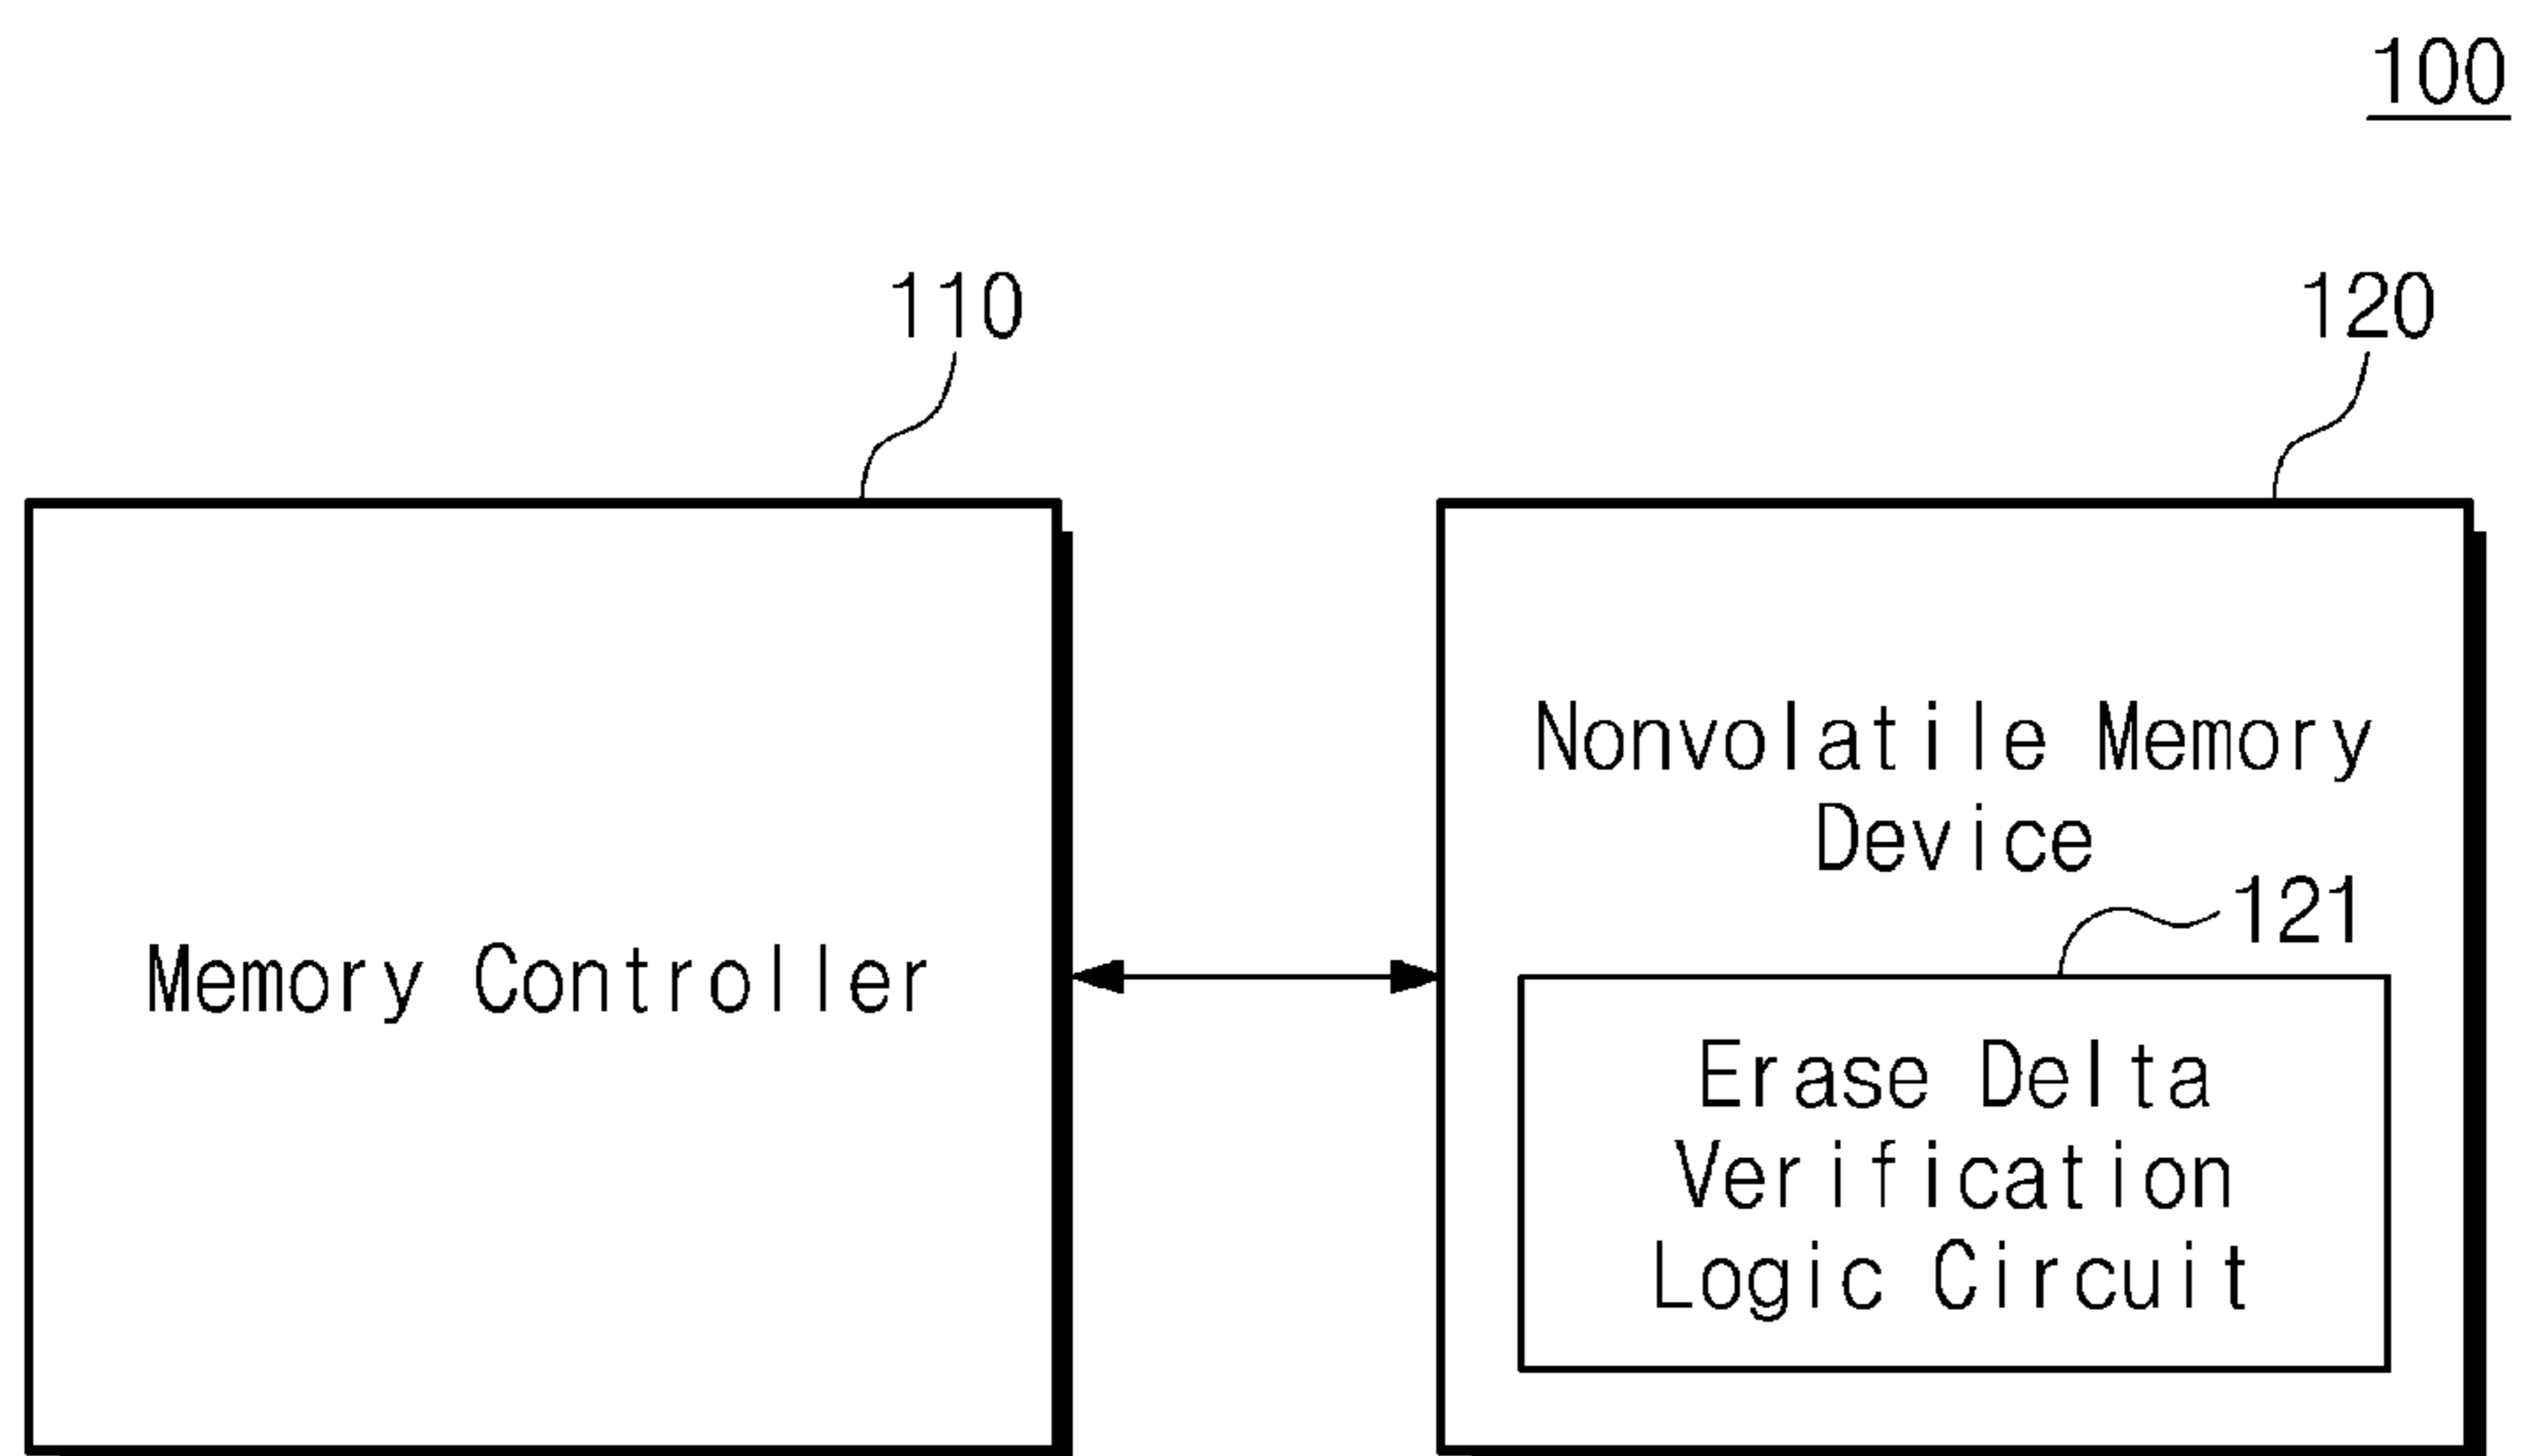 100
110
120
Memory Controller
Nonvolatile Memory
Device
121
Erase Delta
Verification
Logic Circuit